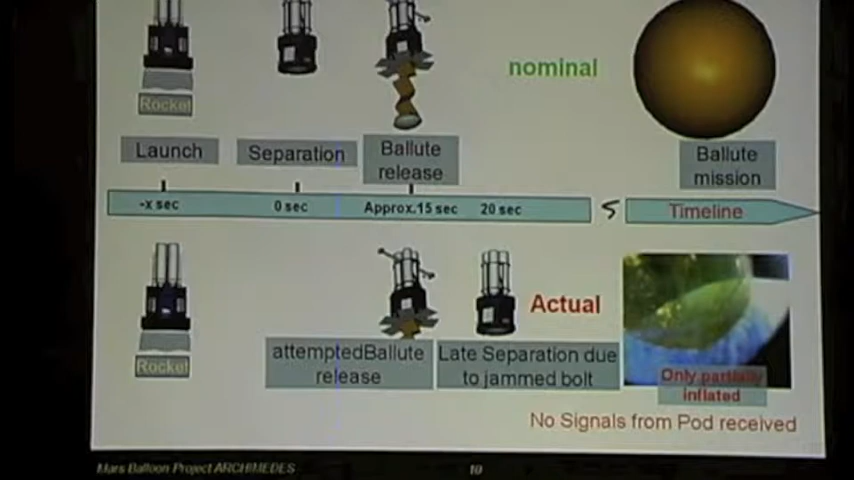 Rocket
nominal
Launch
Separation
Ballute
release
Ballute
mission
-x sec
0 sec
Approx.15 sec
20 sec
Timeline
Actual
Rocket
attemptedBallute
release
Late Separation due
to jammed bolt
Only partially
inflated
No Signals from Pod received
Mars Balloon Project ARCHIMEDES
10